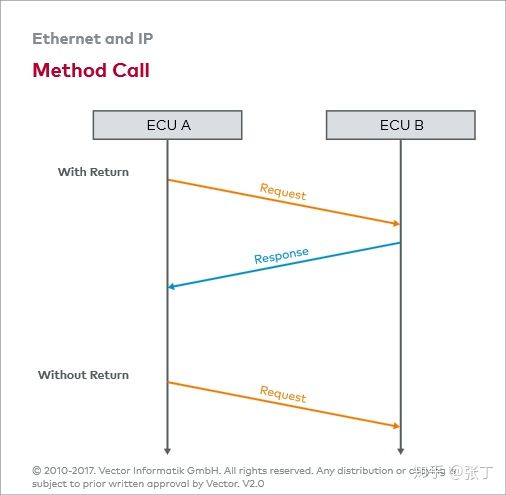 Ethernet and IP
Method Call
ECU A
ECU B
With Return
Request
Response
Without Return
Request
© 2010-2017. Vector Informatik GmbH. All rights reserved. Any distribution or copying is
subject to prior written approval by Vector. V2.0
知乎 @张丁